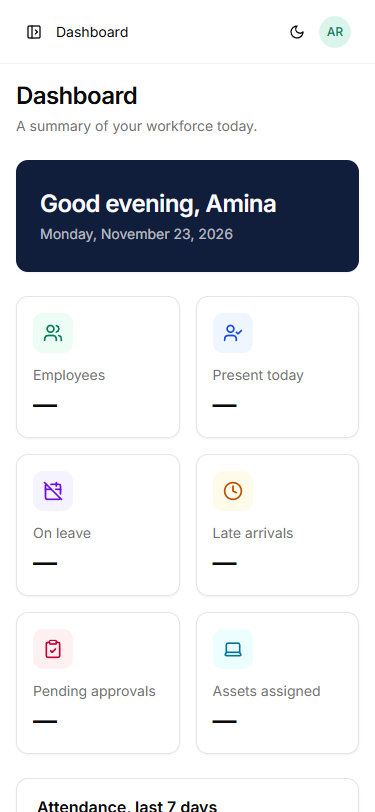 Dashboard
AR
Dashboard
A summary of your workforce today.
Good evening, Amina
Monday, November 23, 2026
Employees
—
Present today
—
On leave
—
Late arrivals
—
Pending approvals
—
Assets assigned
—
Attendance, last 7 days